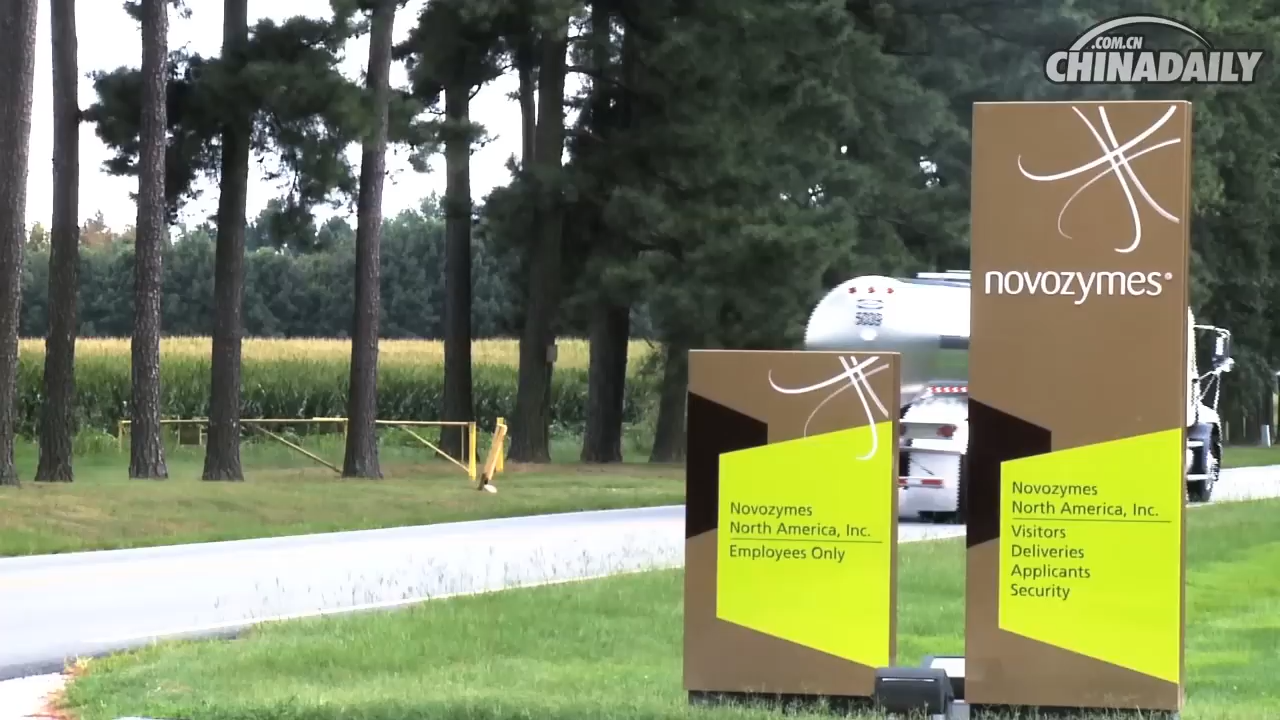 .COM.CN
CHINADAILY
novozymes
Novozymes
North America, Inc.
Employees Only
Novozymes
North America, Inc.
Visitors
Deliveries
Applicants
Security